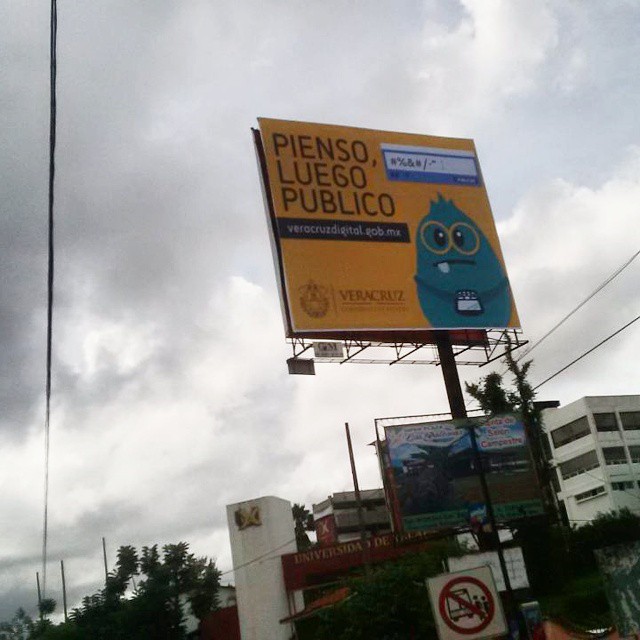 PIENSO,
LUEGO
PUBLICO
#%&#/-"
veracruzdigital.gob.mx
VERACRUZ
UNIVERSIDAD DE